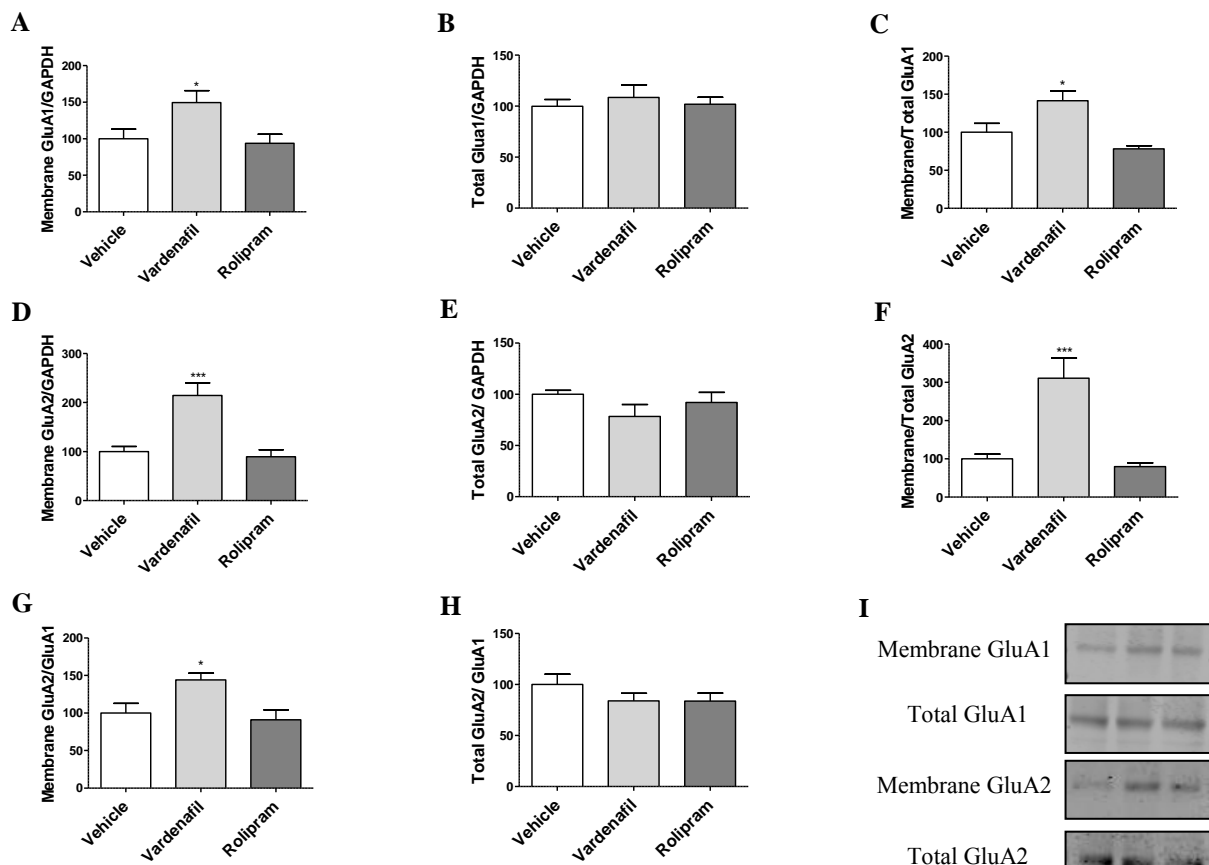 A
Membrane GluA1/GAPDH
200
150
100
50
0
*
Vehicle
Vardenafil
Rolipram
B
Total Glua1/GAPDH
150
100
50
0
Vehicle
Vardenafil
Rolipram
C
Membrane/Total GluA1
200
150
100
50
0
*
Vehicle
Vardenafil
Rolipram
D
Membrane GluA2/GAPDH
300
200
100
0
***
Vehicle
Vardenafil
Rolipram
E
Total GluA2/ GAPDH
150
100
50
0
Vehicle
Vardenafil
Rolipram
F
Membrane/Total GluA2
400
300
200
100
0
***
Vehicle
Vardenafil
Rolipram
G
Membrane GluA2/GluA1
200
150
100
50
0
*
Vehicle
Vardenafil
Rolipram
H
Total GluA2/ GluA1
150
100
50
0
Vehicle
Vardenafil
Rolipram
I
Membrane GluA1
Total GluA1
Membrane GluA2
Total GluA2